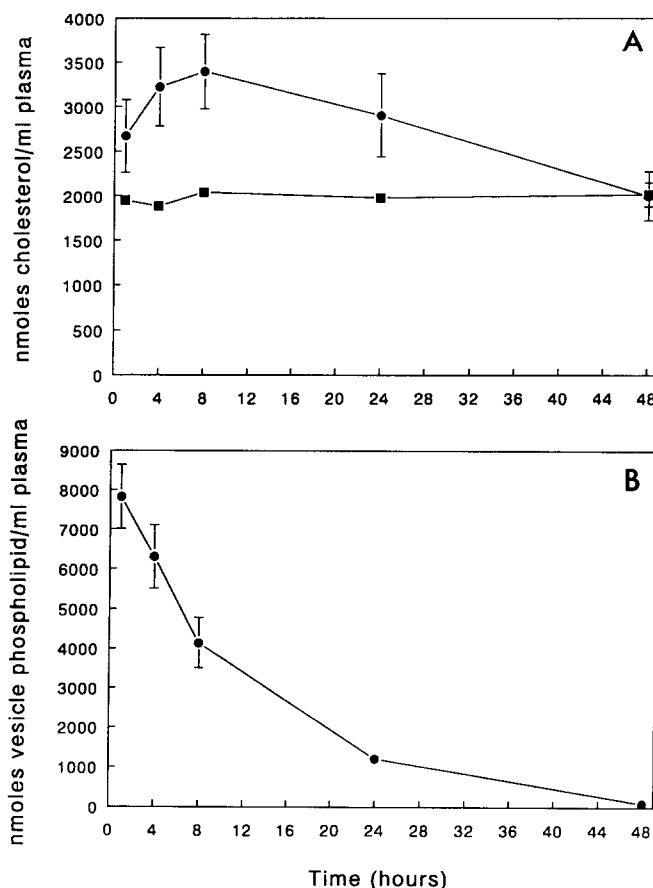 A
nmoles cholesterol/ml plasma
4000
3500
3000
2500
2000
1500
1000
500
0
0 4 8 12 16 20 24 28 32 36 40 44 48
B
nmoles vesicle phospholipid/ml plasma
9000
8000
7000
6000
5000
4000
3000
2000
1000
0
0 4 8 12 16 20 24 28 32 36 40 44 48
Time (hours)